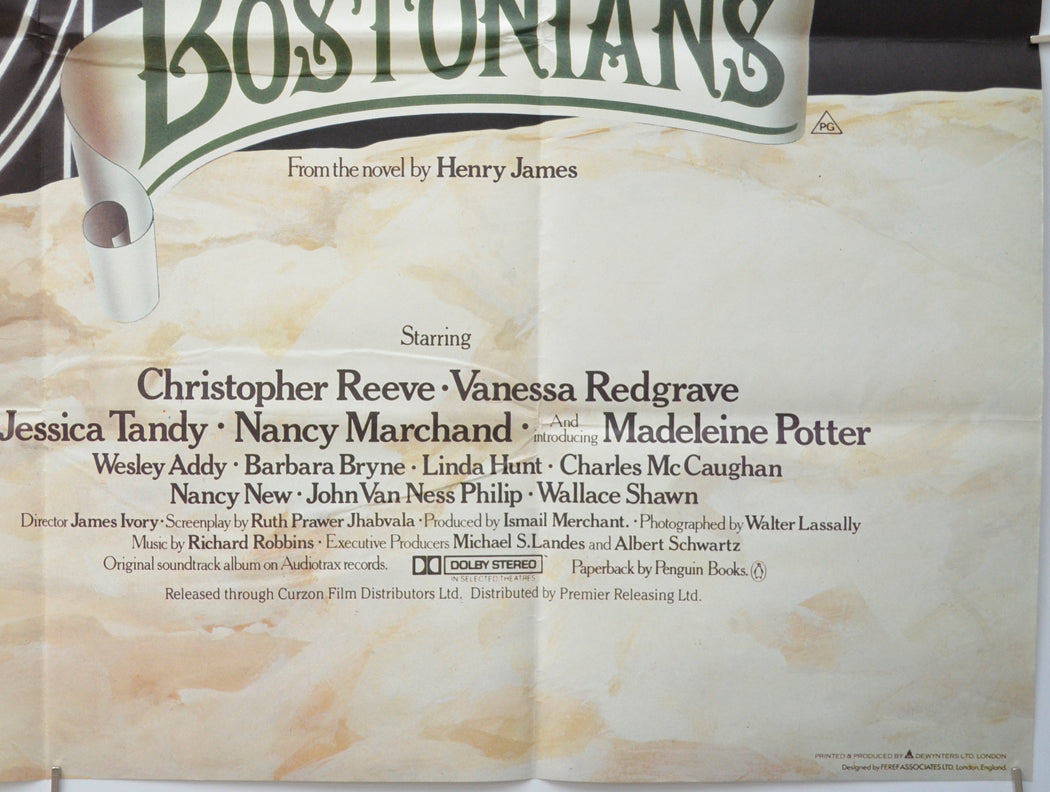 BOSTONIANS
PG
From the novel by Henry James
Starring
Christopher Reeve · Vanessa Redgrave
Jessica Tandy · Nancy Marchand · And introducing Madeleine Potter
Wesley Addy · Barbara Bryne · Linda Hunt · Charles Mc Caughan
Nancy New · John Van Ness Philip · Wallace Shawn
Director James Ivory · Screenplay by Ruth Prawer Jhabvala · Produced by Ismail Merchant. · Photographed by Walter Lassally
Music by Richard Robbins · Executive Producers Michael S. Landes and Albert Schwartz
Original soundtrack album on Audiotrax records. DOLBY STEREO IN SELECTED THEATRES Paperback by Penguin Books.
Released through Curzon Film Distributors Ltd. Distributed by Premier Releasing Ltd.
PRINTED & PRODUCED BY DEWYNTERS LTD. LONDON
Designed by FEREF ASSOCIATES LTD, London, England.